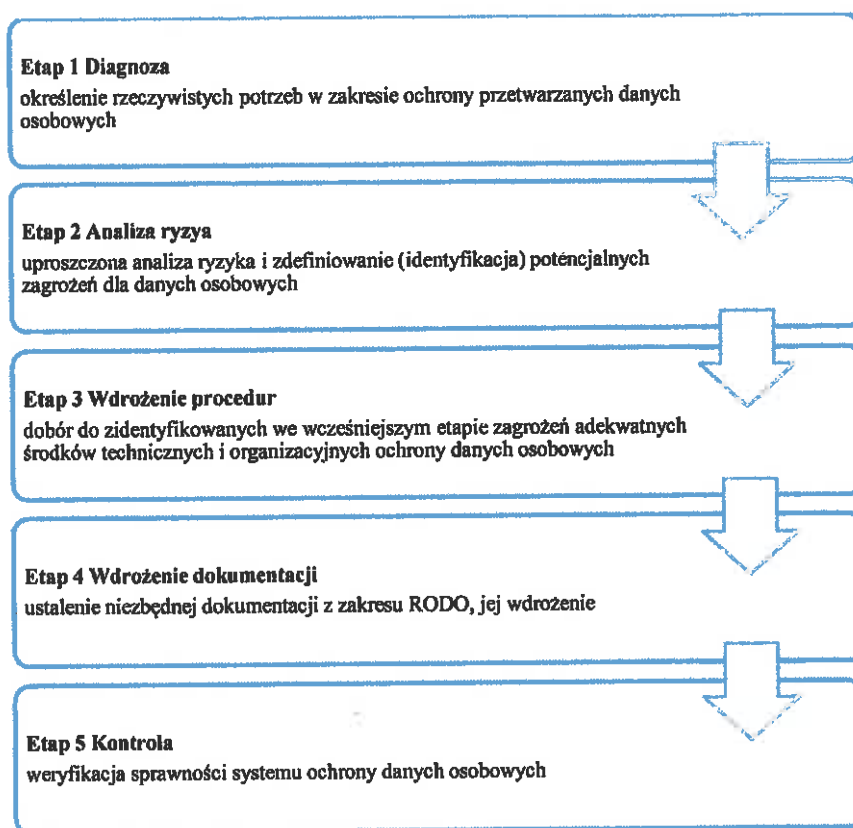 Etap 1 Diagnoza
określenie rzeczywistych potrzeb w zakresie ochrony przetwarzanych danych
osobowych
Etap 2 Analiza ryzya
uproszczona analiza ryzyka i zdefiniowanie (identyfikacja) potencjalnych
zagrożeń dla danych osobowych
Etap 3 Wdrożenie procedur
dobór do zidentyfikowanych we wcześniejszym etapie zagrożeń adekwatnych
środków technicznych i organizacyjnych ochrony danych osobowych
Etap 4 Wdrożenie dokumentacji
ustalenie niezbędnej dokumentacji z zakresu RODO, jej wdrożenie
Etap 5 Kontrola
weryfikacja sprawności systemu ochrony danych osobowych